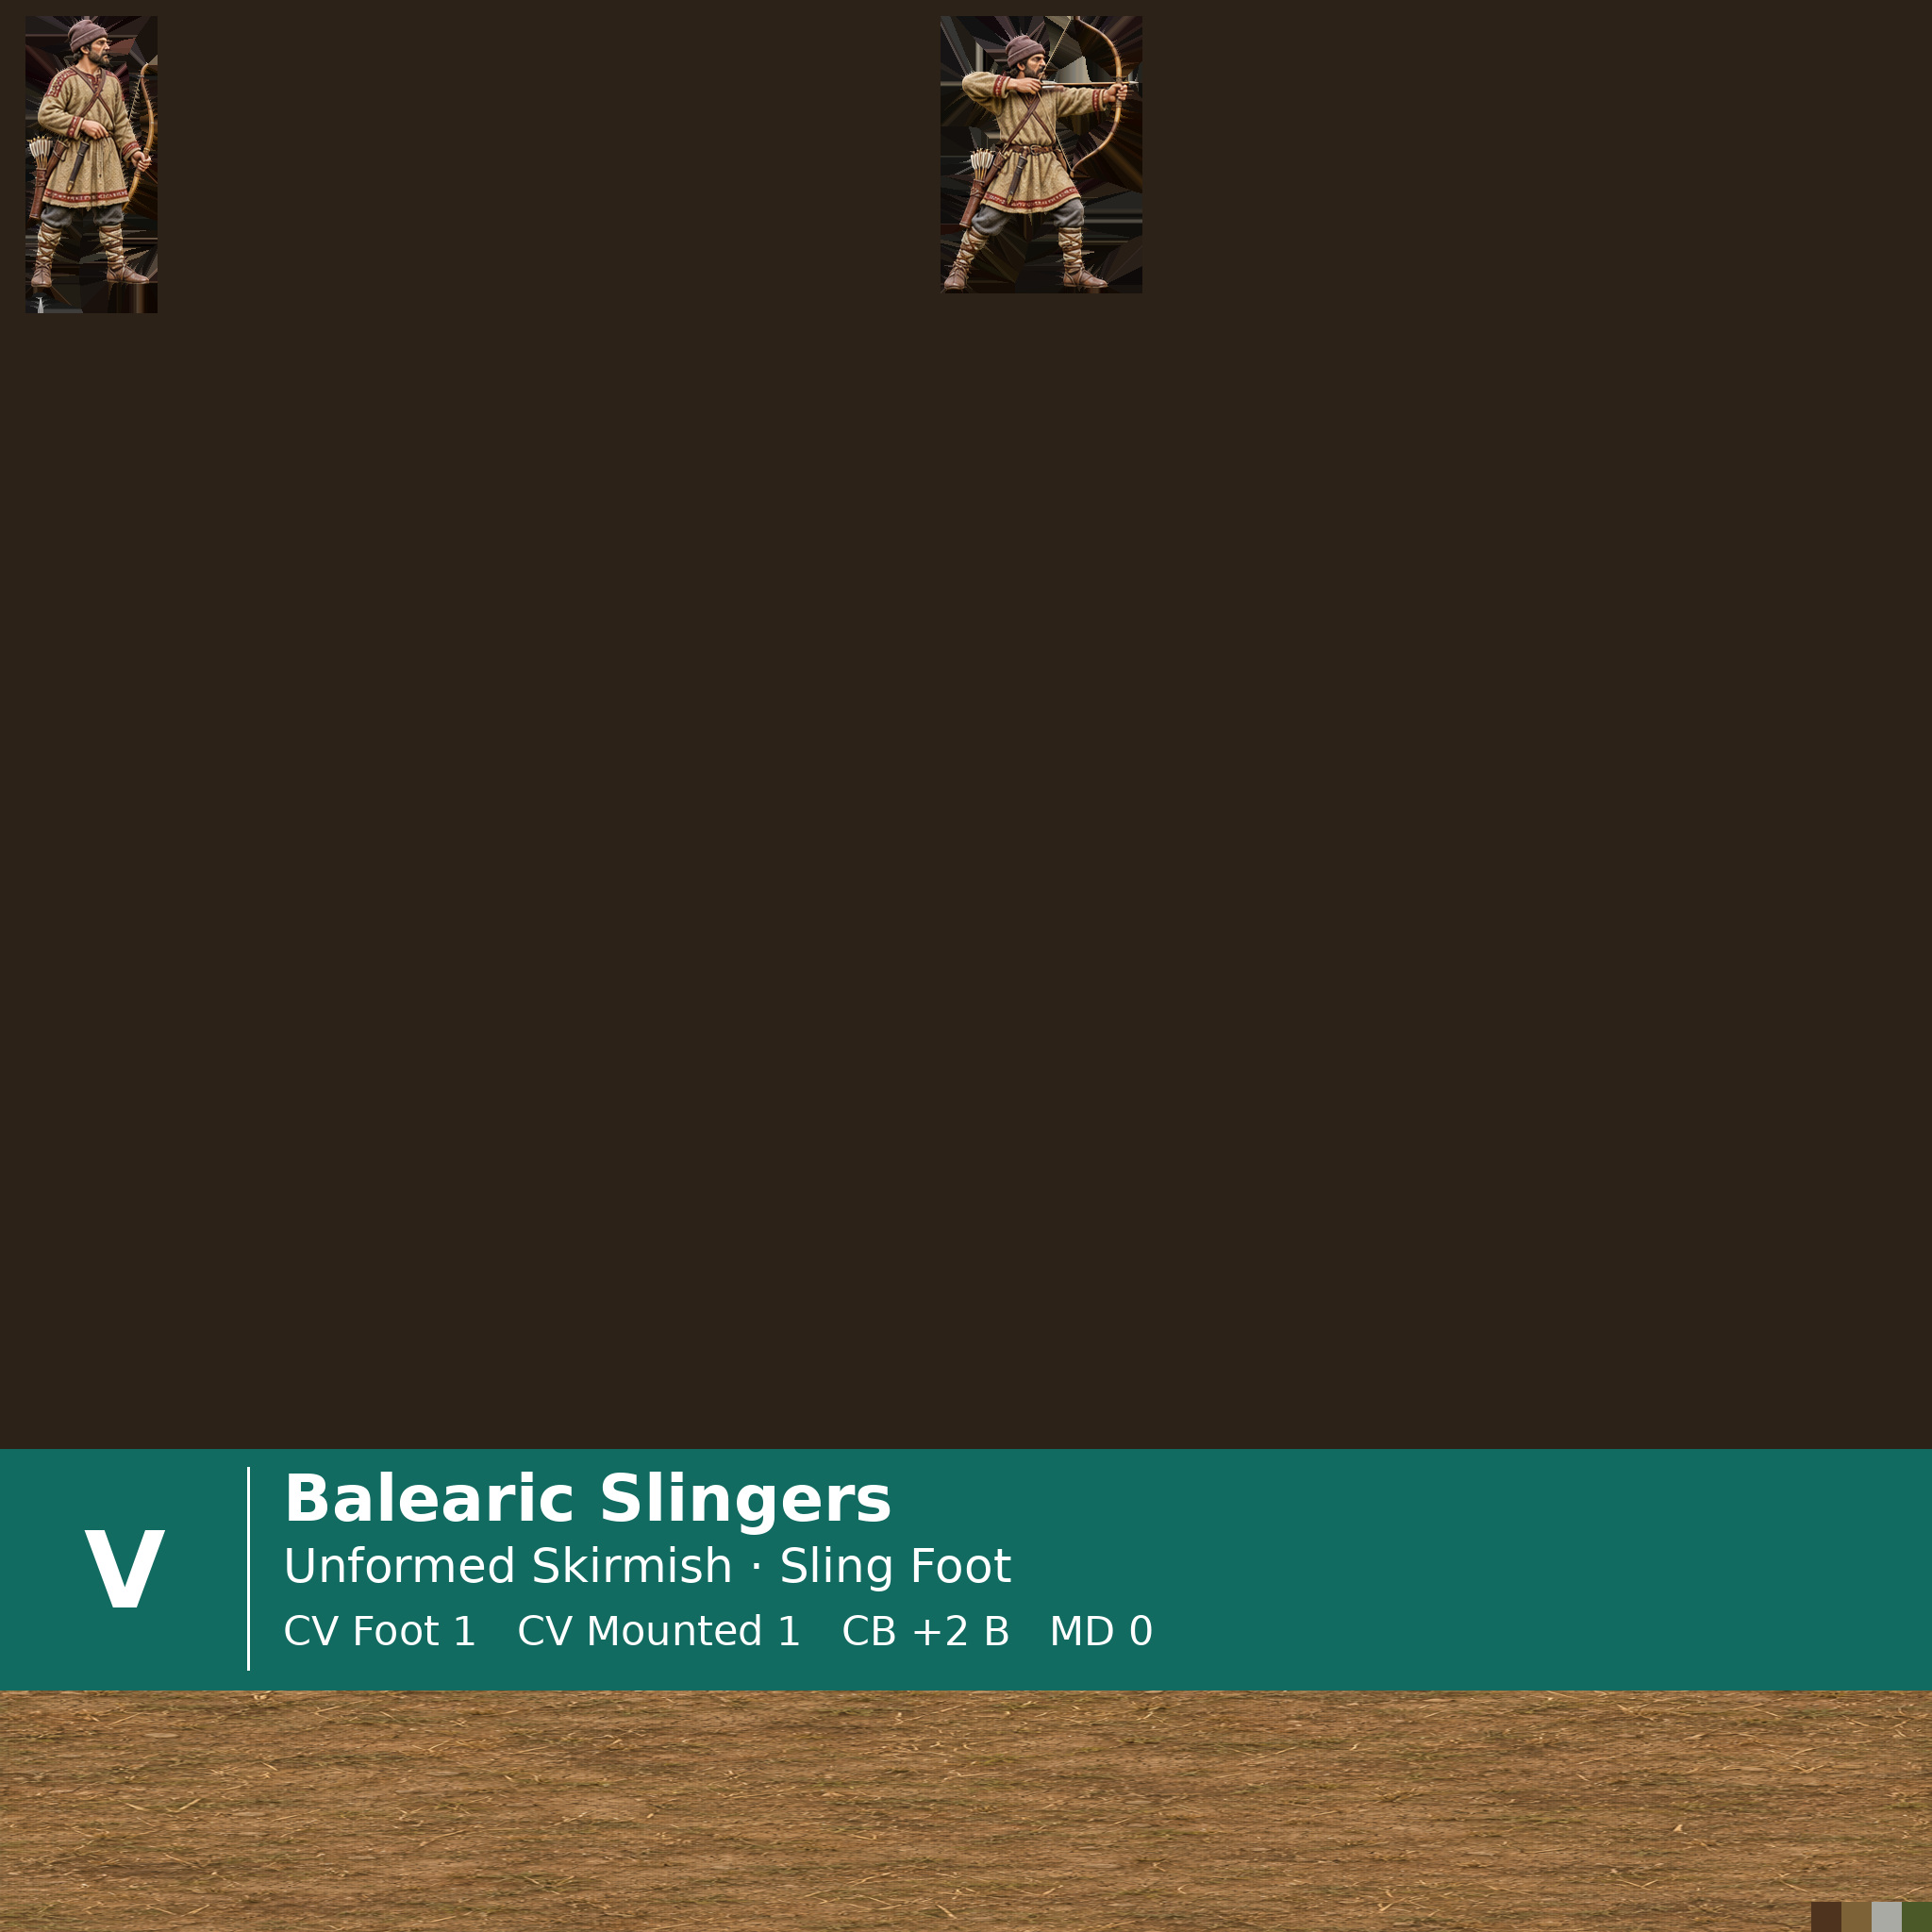 V
Balearic Slingers
Unformed Skirmish · Sling Foot
CV Foot 1 CV Mounted 1 CB +2 B MD 0